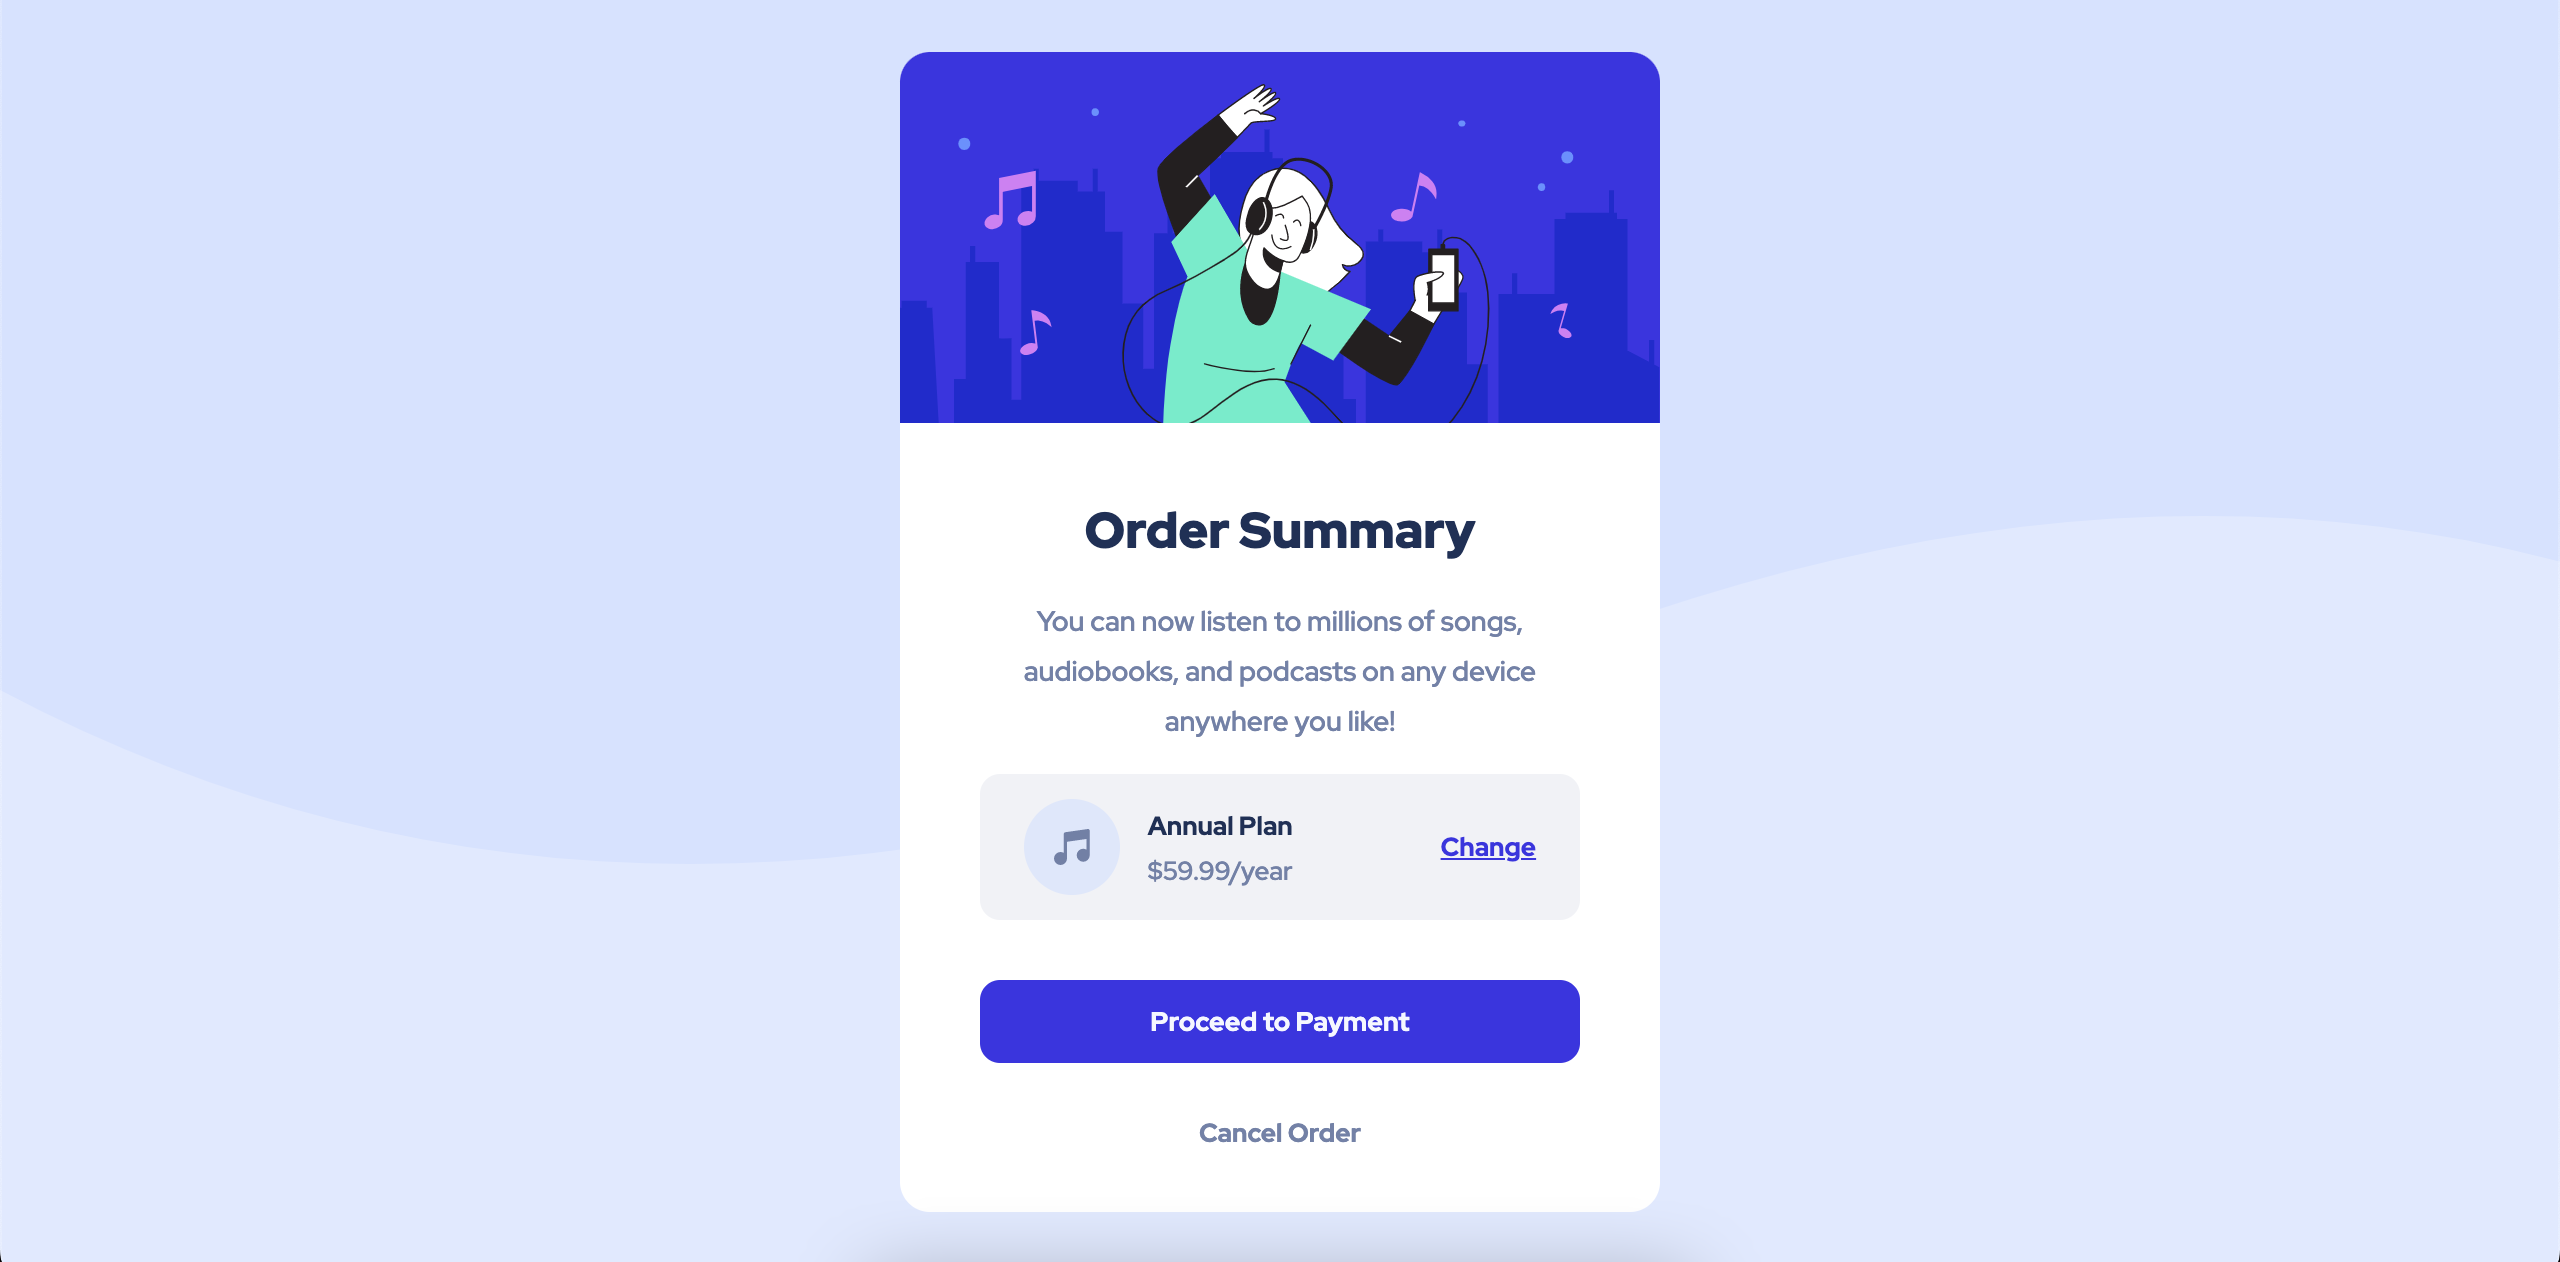 Order Summary
You can now listen to millions of songs,
audiobooks, and podcasts on any device
anywhere you like!
Annual Plan
$59.99/year
Change
Proceed to Payment
Cancel Order